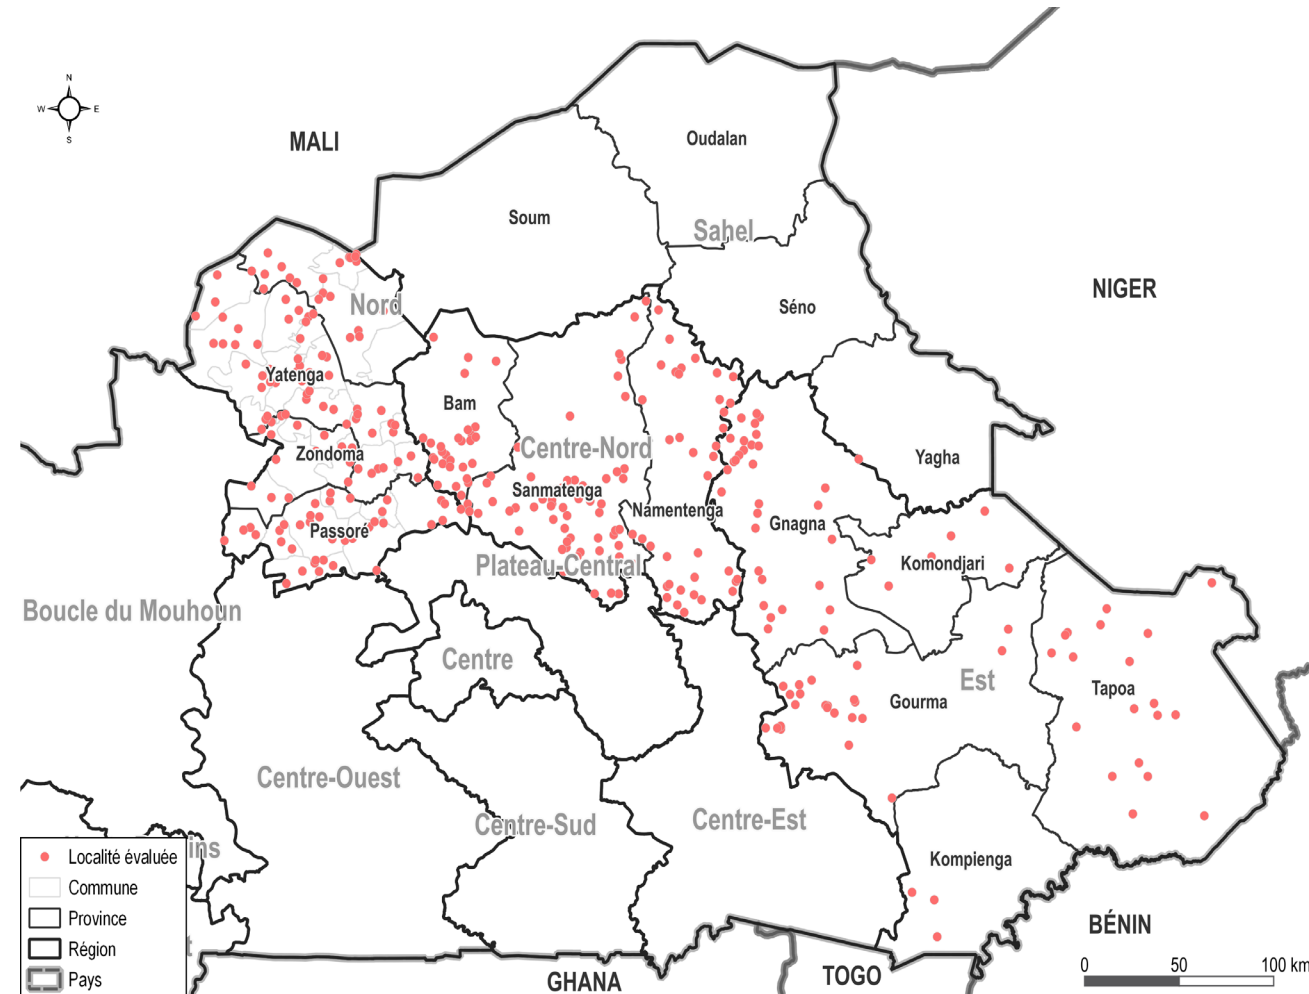 N
W E
S
MALI
Oudalan
Soum
Sahel
NIGER
Nord
Séno
Yatenga
Bam
Centre-Nord
Zondoma
Yagha
Sanmatenga
Namentenga
Gnagna
Passoré
Komondjari
Plateau-Central
Boucle du Mouhoun
Centre
Est
Tapoa
Gourma
Centre-Ouest
Centre-Sud
Centre-Est
ins
Localité évaluée
Kompienga
Commune
Province
BÉNIN
Région
t
Pays
GHANA
TOGO
0 50 100 km